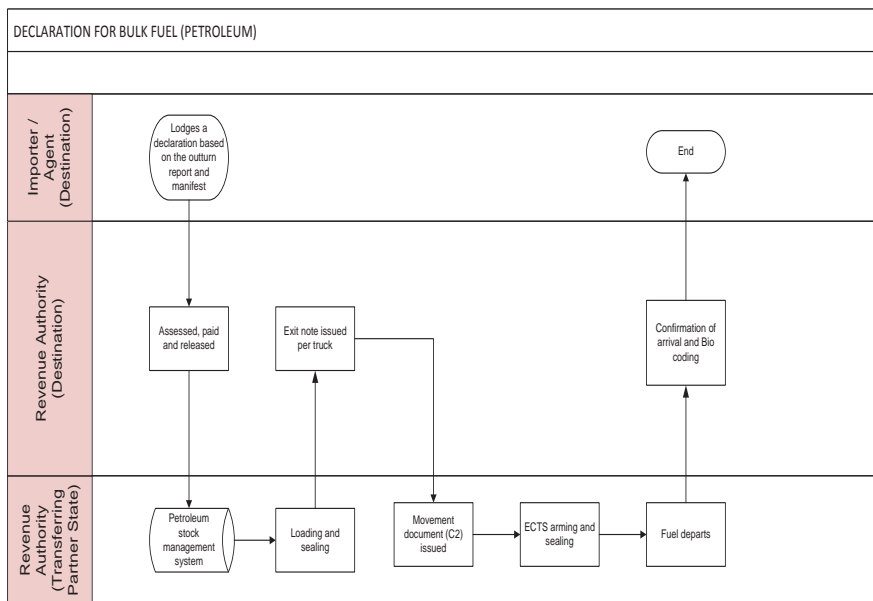 DECLARATION FOR BULK FUEL (PETROLEUM)
Importer /
Agent
(Destination)
Lodges a
declaration based
on the outturn
report and
manifest
End
Revenue Authority
(Destination)
Assessed, paid
and released
Exit note issued
per truck
Confirmation of
arrival and Bio
coding
Revenue
Authority
(Transferring
Partner State)
Petroleum
stock
management
system
Loading and
sealing
Movement
document (C2)
issued
ECTS arming and
sealing
Fuel departs